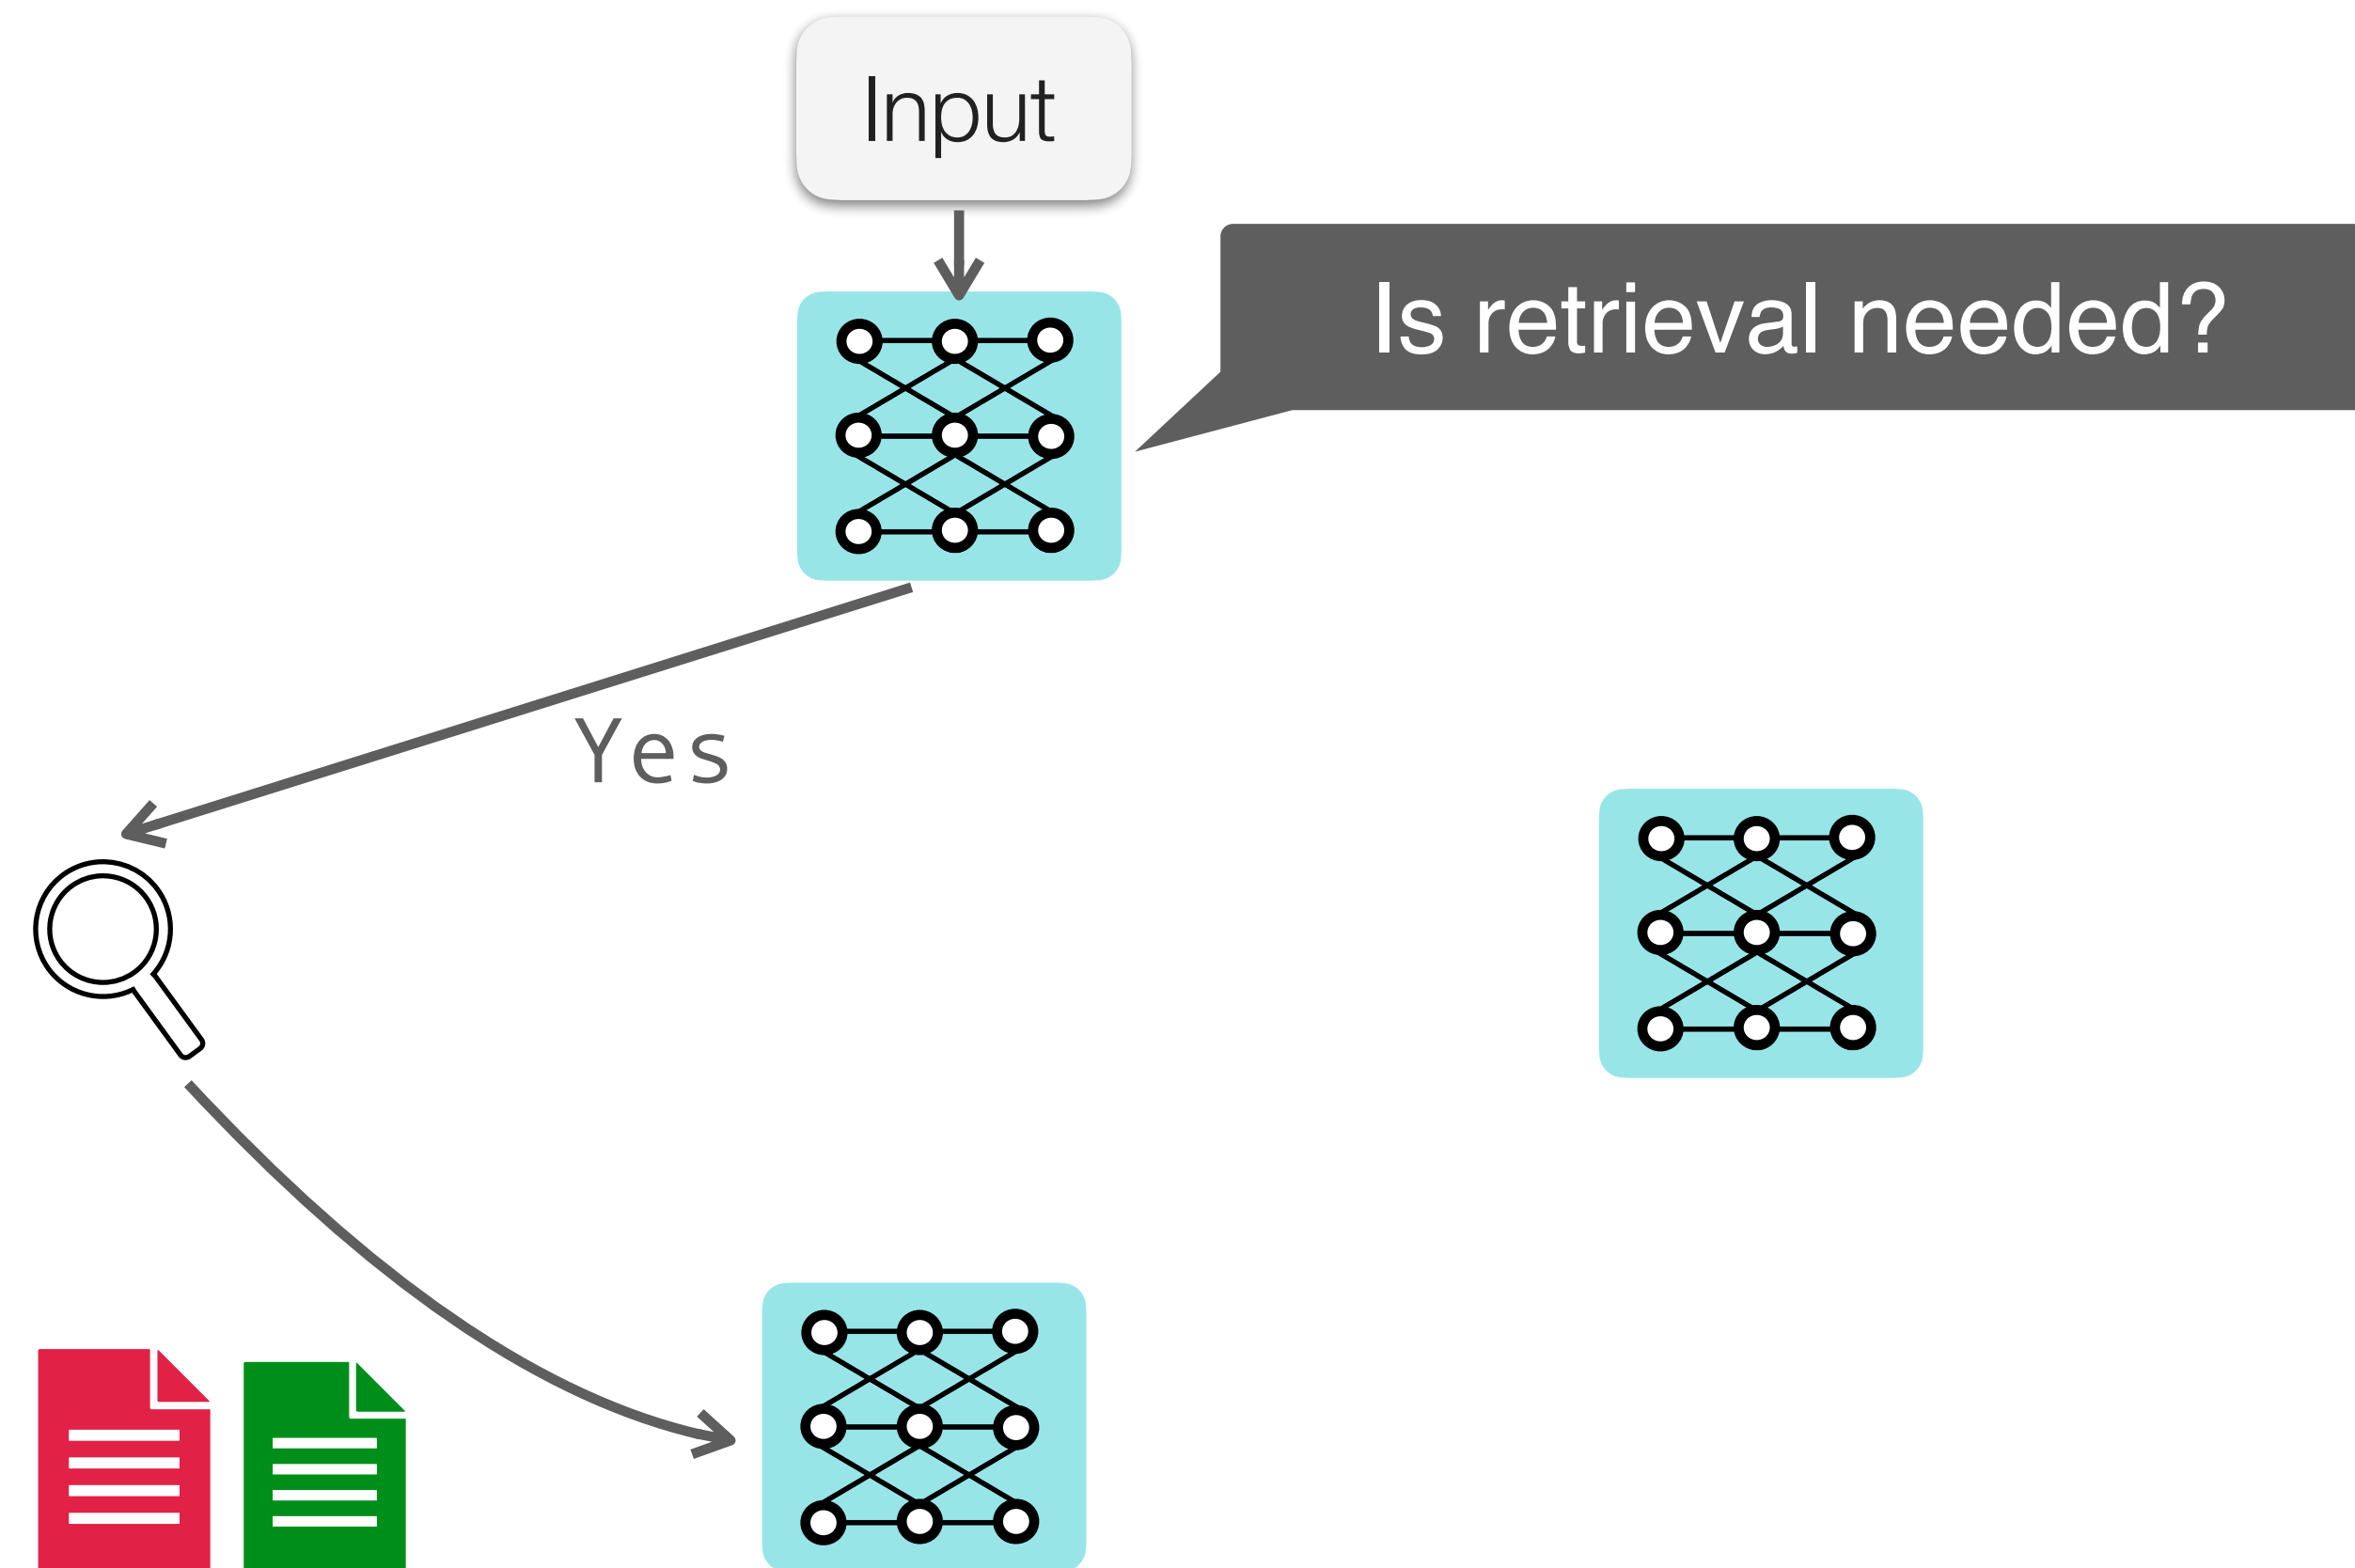 Input
Is retrieval needed?
Yes